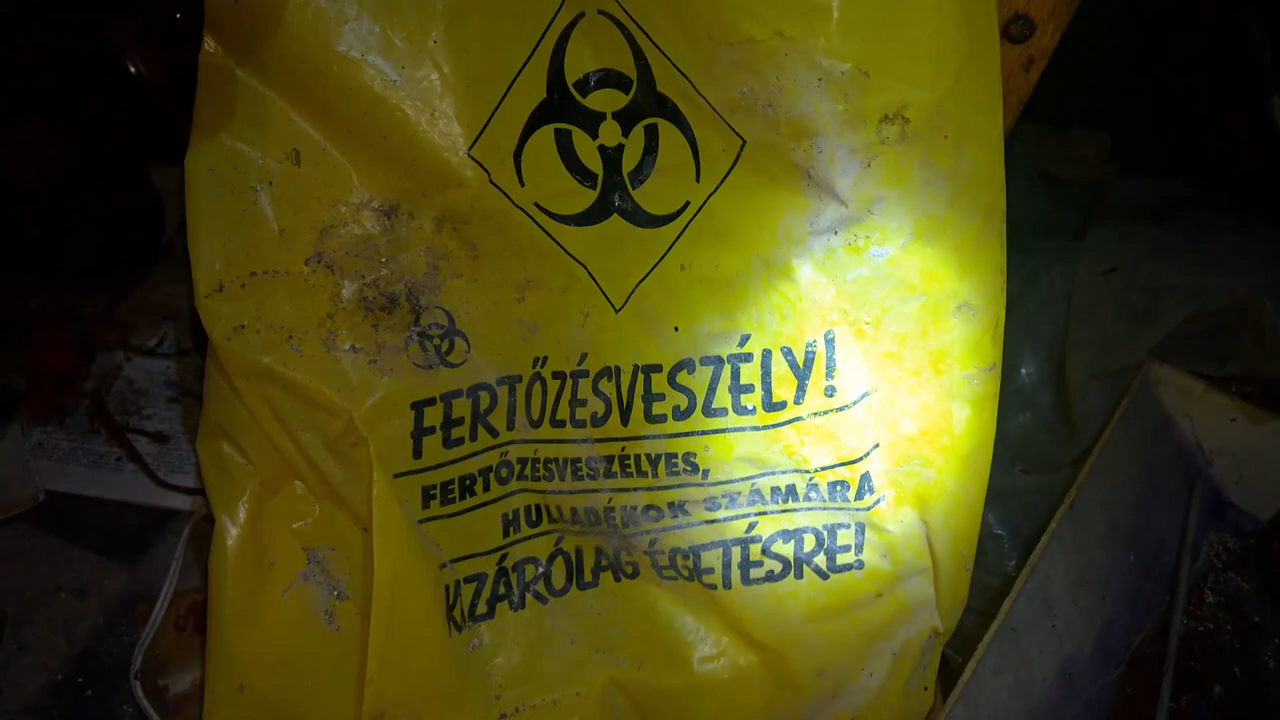 FERTŐZÉSVESZÉLY!
FERTŐZÉSVESZÉLYES,
HULLADÉKOK SZÁMÁRA
KIZÁRÓLAG ÉGETÉSRE!